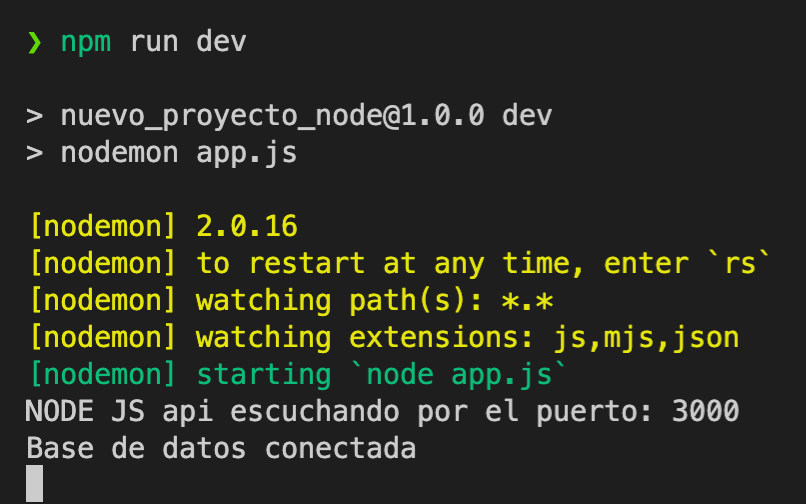 ❯ npm run dev
> nuevo_proyecto_node@1.0.0 dev
> nodemon app.js
[nodemon] 2.0.16
[nodemon] to restart at any time, enter `rs`
[nodemon] watching path(s): *.*
[nodemon] watching extensions: js,mjs,json
[nodemon] starting `node app.js`
NODE JS api escuchando por el puerto: 3000
Base de datos conectada